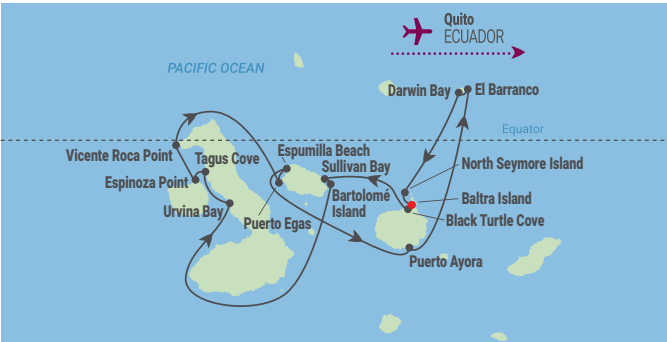 Quito
ECUADOR
PACIFIC OCEAN
Darwin Bay
El Barranco
Equator
Vicente Roca Point
Tagus Cove
Espumilla Beach
Sullivan Bay
North Seymore Island
Espinoza Point
Bartolomé
Island
Baltra Island
Urvina Bay
Puerto Egas
Black Turtle Cove
Puerto Ayora